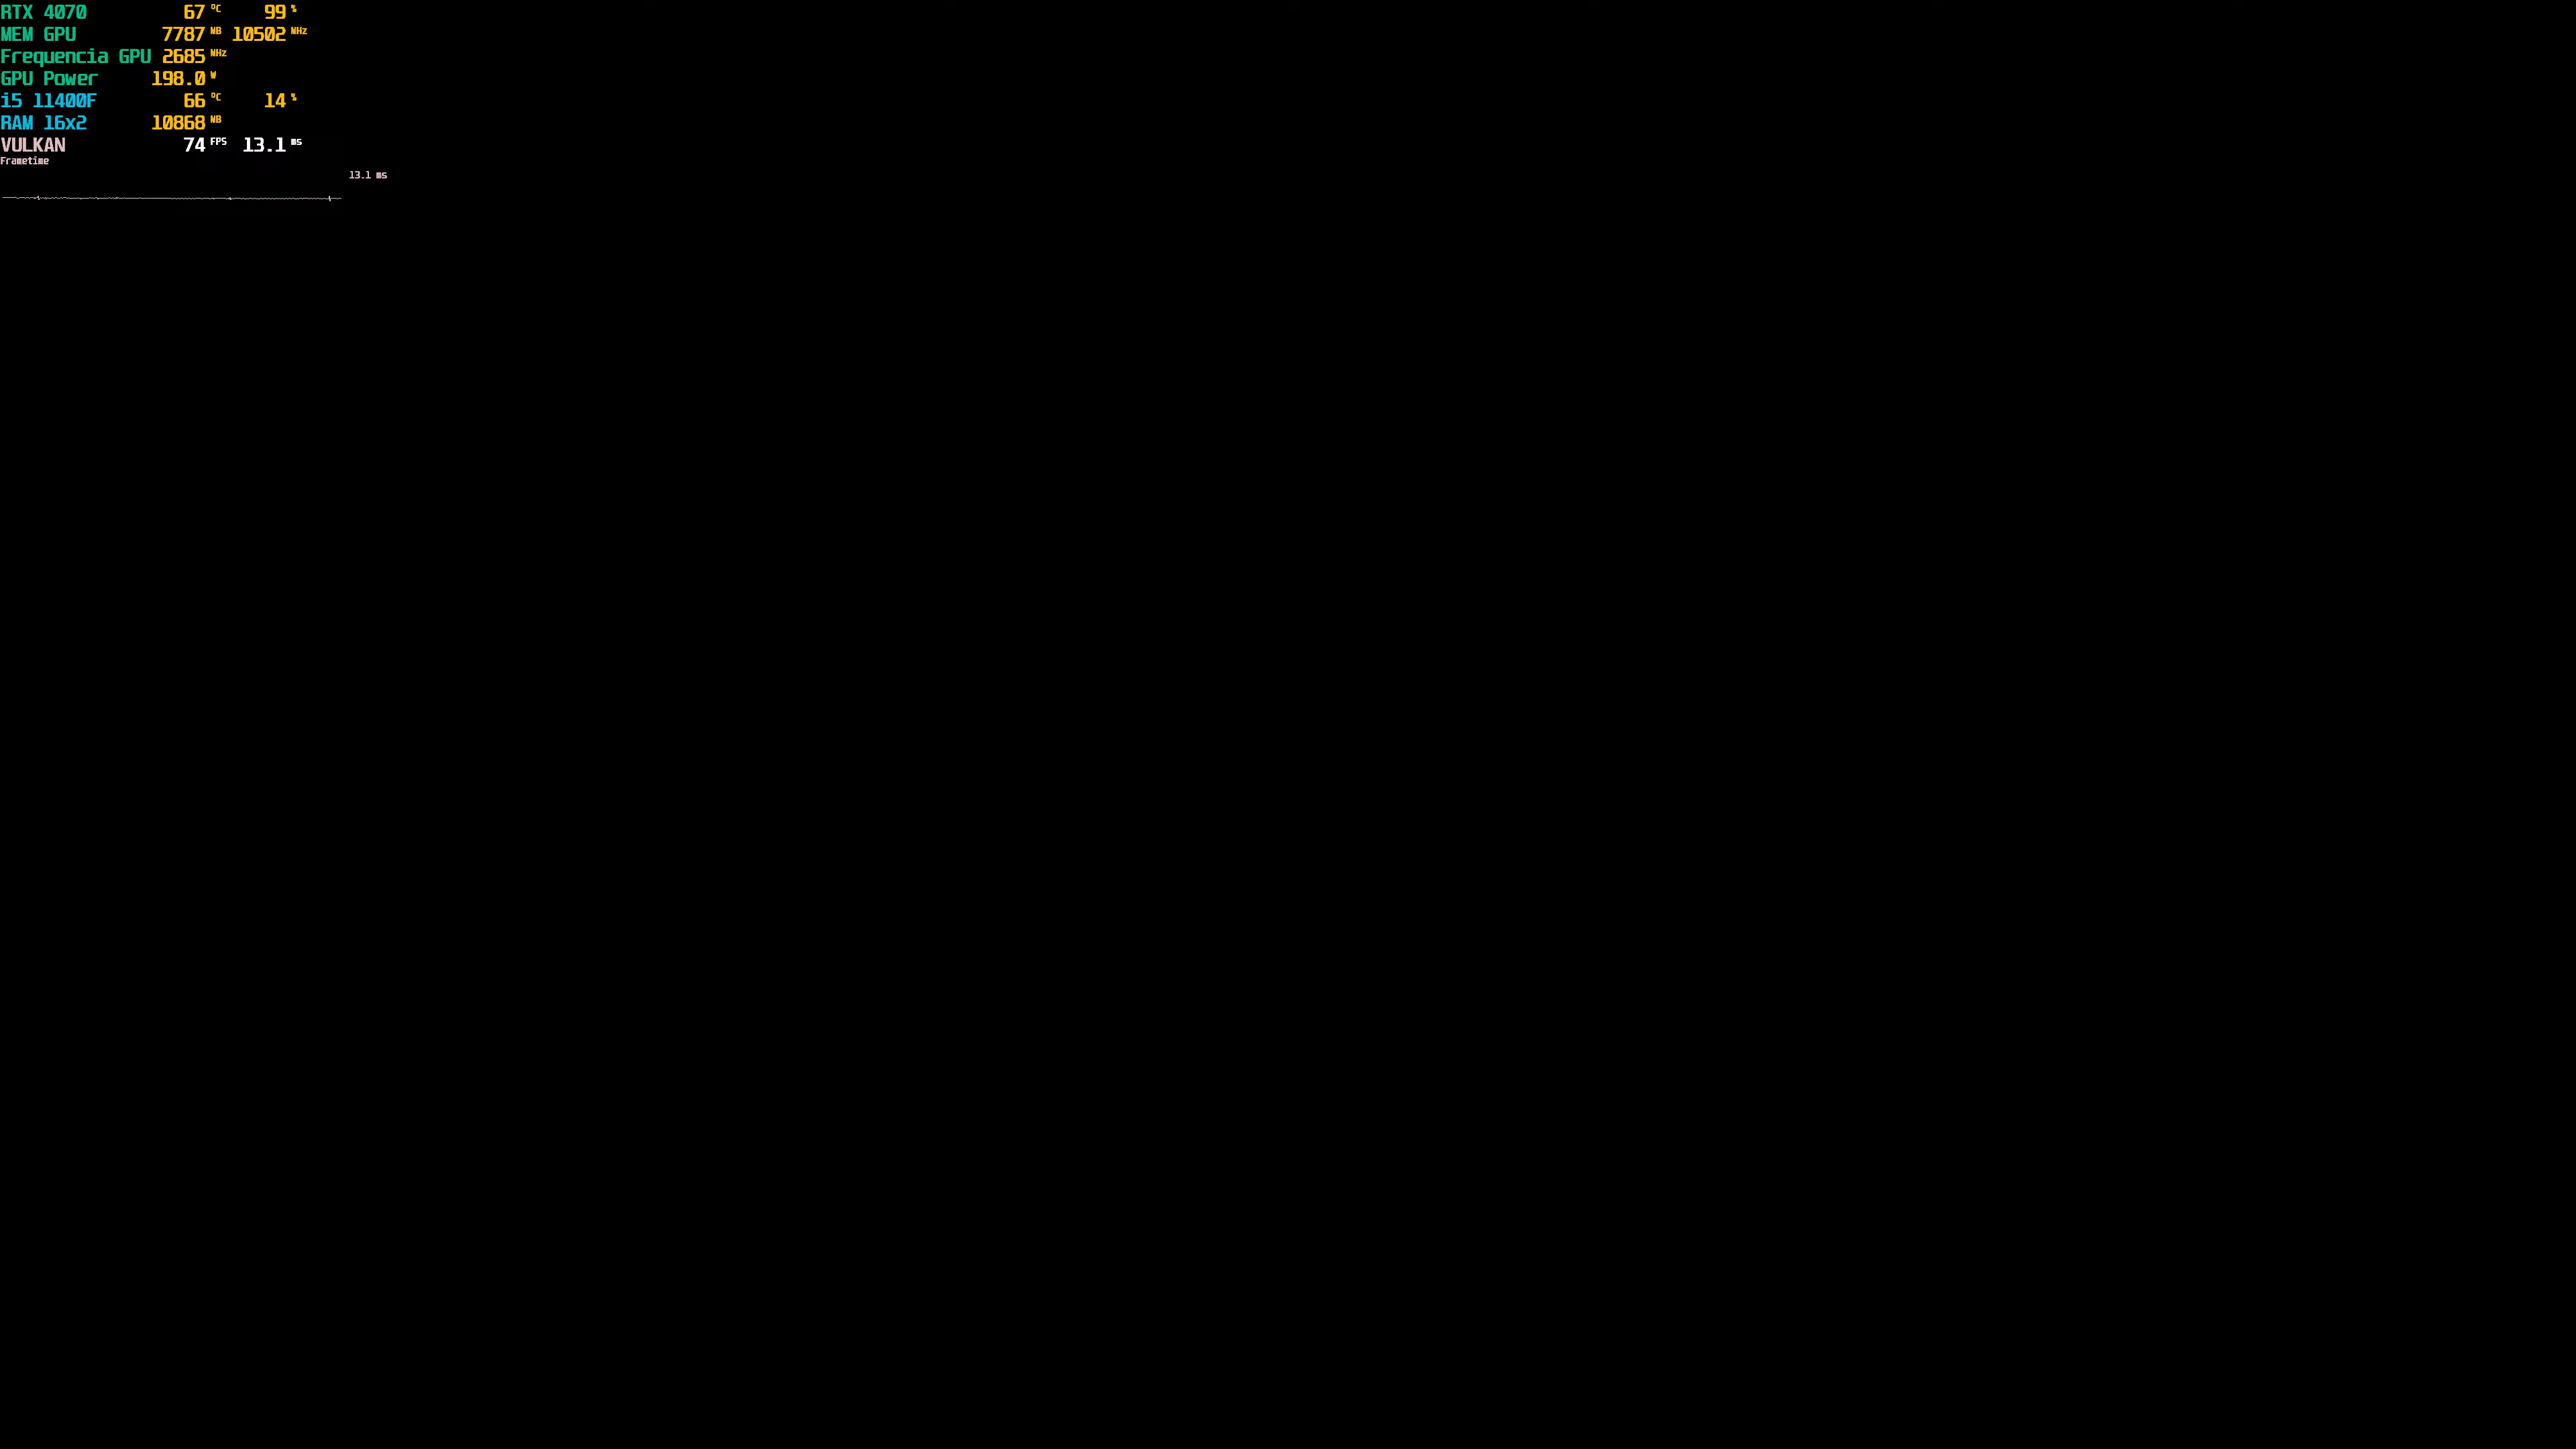 RTX 4070 67 °C 99 %
MEM GPU 7787 MB 10502 MHz
Frequencia GPU 2685 MHz
GPU Power 198.0 W
i5 11400F 66 °C 14 %
RAM 16x2 10868 MB
VULKAN 74 FPS 13.1 ms
Frametime
13.1 ms